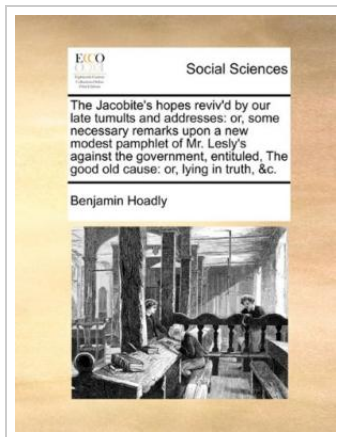 ECCO
Social Sciences
The Jacobite's hopes reviv'd by our
late tumults and addresses: or, some
necessary remarks upon a new
modest pamphlet of Mr. Lesly's
against the government, entituled, The
good old cause: or, lying in truth, &c.
Benjamin Hoadly